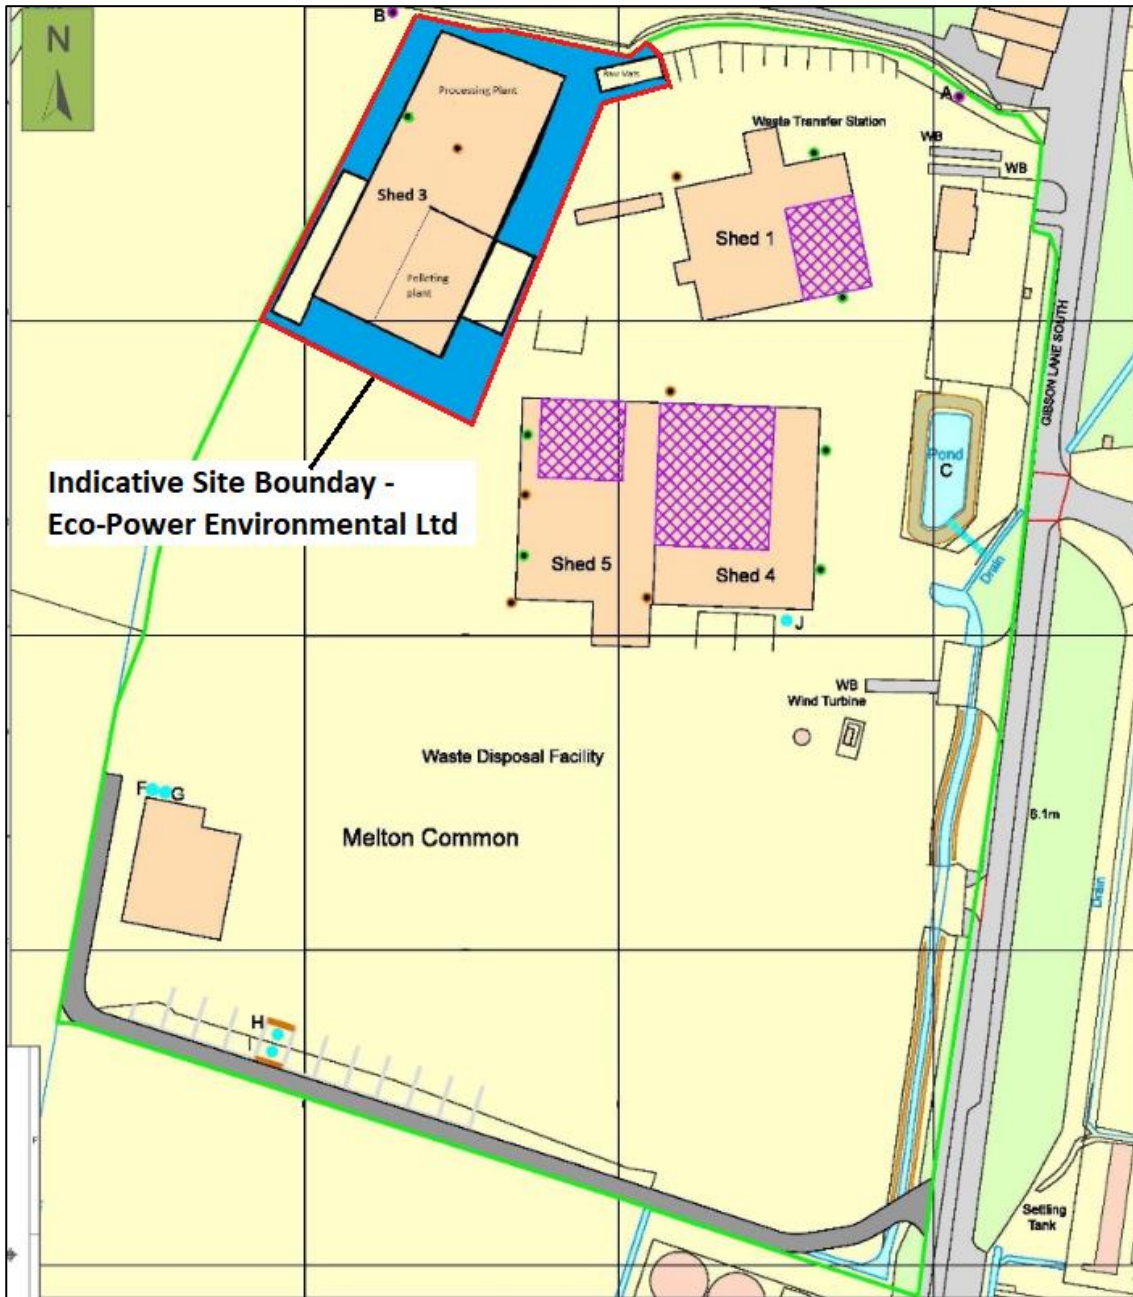 N
B
Processing Plant
A
Waste Transfer Station
WB
WB
Shed 3
Shed 1
Pelleting
plant
GIBSON LANE SOUTH
Indicative Site Bounday -
Eco-Power Environmental Ltd
Pond
C
Drain
Shed 5
Shed 4
J
WB
Wind Turbine
Waste Disposal Facility
F
G
Melton Common
6.1m
Drain
H
I
F
Settling
Tank